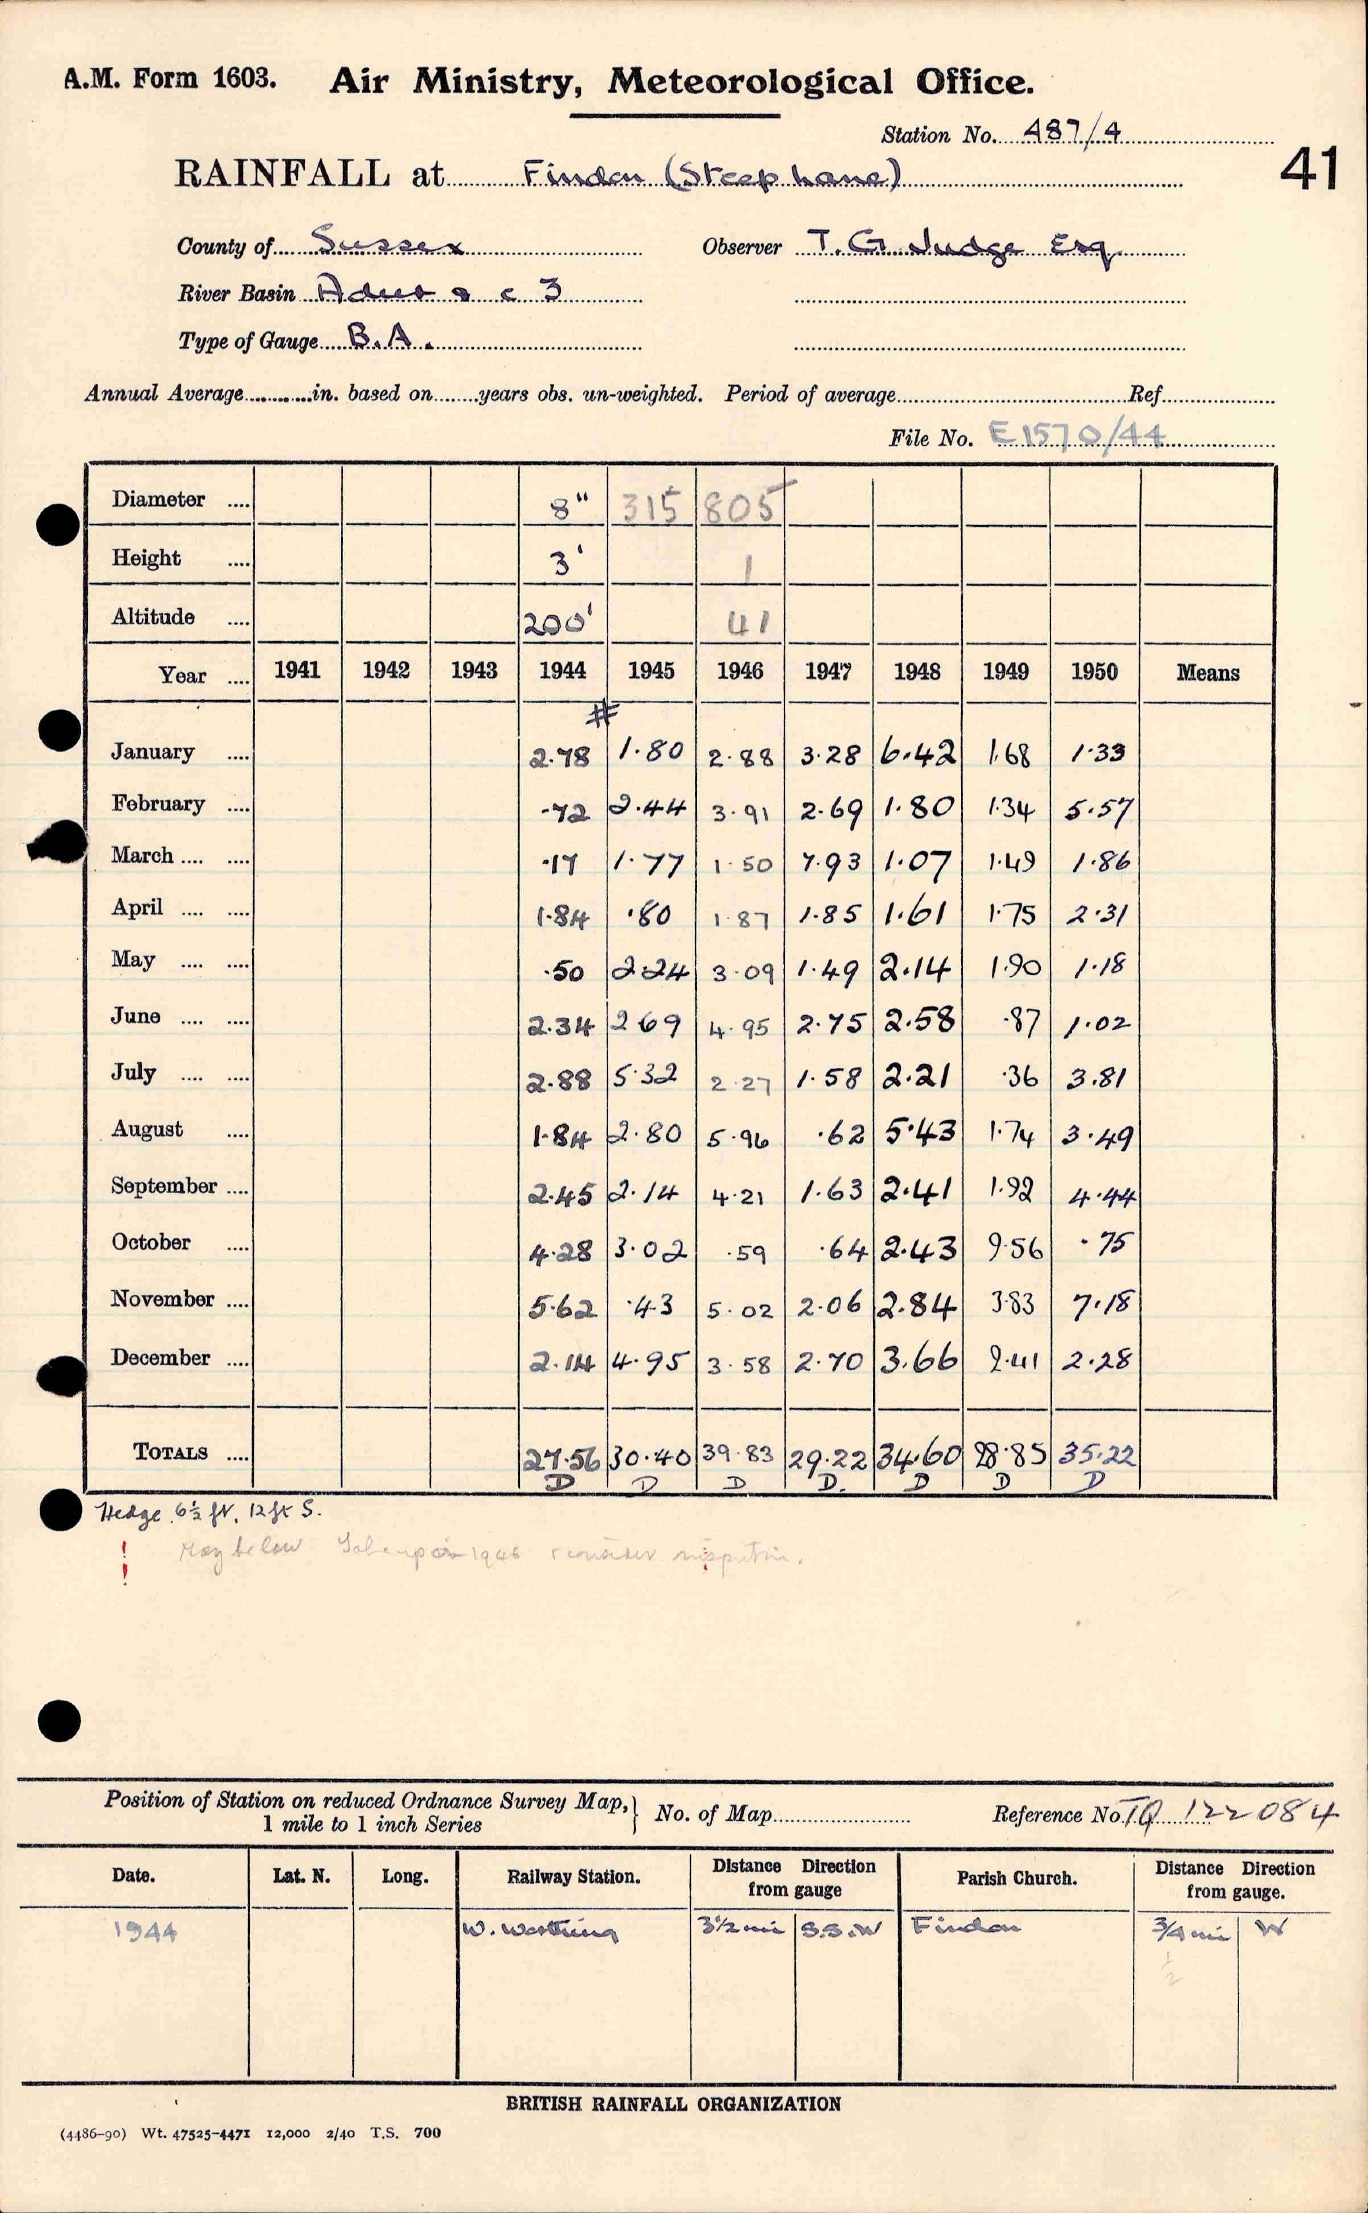 A.M. Form 1603. Air Ministry, Meteorological Office.
Station No. 487/4
41
RAINFALL at Findon (Steep Lane)
County of Sussex Observer T. G. Judge Esq.
River Basin Adur & c 3
Type of Gauge B.A.
Annual Average in. based on years obs. un-weighted. Period of average Ref.
File No. E1570/44
Diameter 8" 315 805
Height 3' 1
Altitude 200' 41
Year 1941 1942 1943 1944 1945 1946 1947 1948 1949 1950 Means
#
January 2.78 1.80 2.88 3.28 6.42 1.68 1.33
February .72 2.44 3.91 2.69 1.80 1.34 5.57
March .17 1.77 1.50 7.93 1.07 1.49 1.86
April 1.84 .80 1.87 1.85 1.61 1.75 2.31
May .50 2.24 3.09 1.49 2.14 1.90 1.18
June 2.34 2 69 4.95 2.75 2.58 .87 1.02
July 2.88 5.32 2.27 1.58 2.21 .36 3.81
August 1.84 2.80 5.96 .62 5.43 1.74 3.49
September 2.45 2.14 4.21 1.63 2.41 1.92 4.44
October 4.28 3.02 .59 .64 2.43 9.56 .75
November 5.62 .43 5.02 2.06 2.84 3.83 7.18
December 2.14 4.95 3.58 2.70 3.66 2.41 2.28
TOTALS 27.56 30.40 39.83 29.22 34.60 28.85 35.22
D D D D. D D D
Hedge 6½ ft, 12ft S.
! May be low 1946 consider
!
Position of Station on reduced Ordnance Survey Map,} No. of Map Reference No. TQ 122084
1 mile to 1 inch Series
Date. Lat. N. Long. Railway Station. Distance Direction from gauge Parish Church. Distance Direction from gauge.
1944 W. Worthing 3½ mi S.S.W Findon ¾ mi W
½
BRITISH RAINFALL ORGANIZATION
(4486-90) Wt. 47525-4471 12,000 2/40 T.S. 700